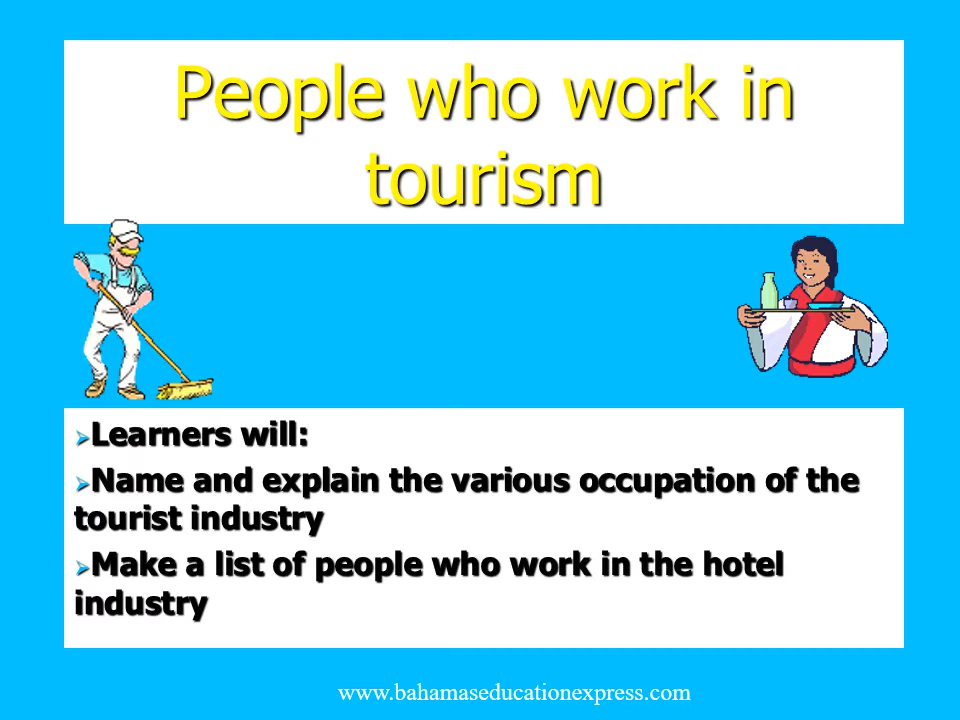 People who work in
tourism
➢Learners will:
➢Name and explain the various occupation of the
tourist industry
➢Make a list of people who work in the hotel
industry
www.bahamaseducationexpress.com